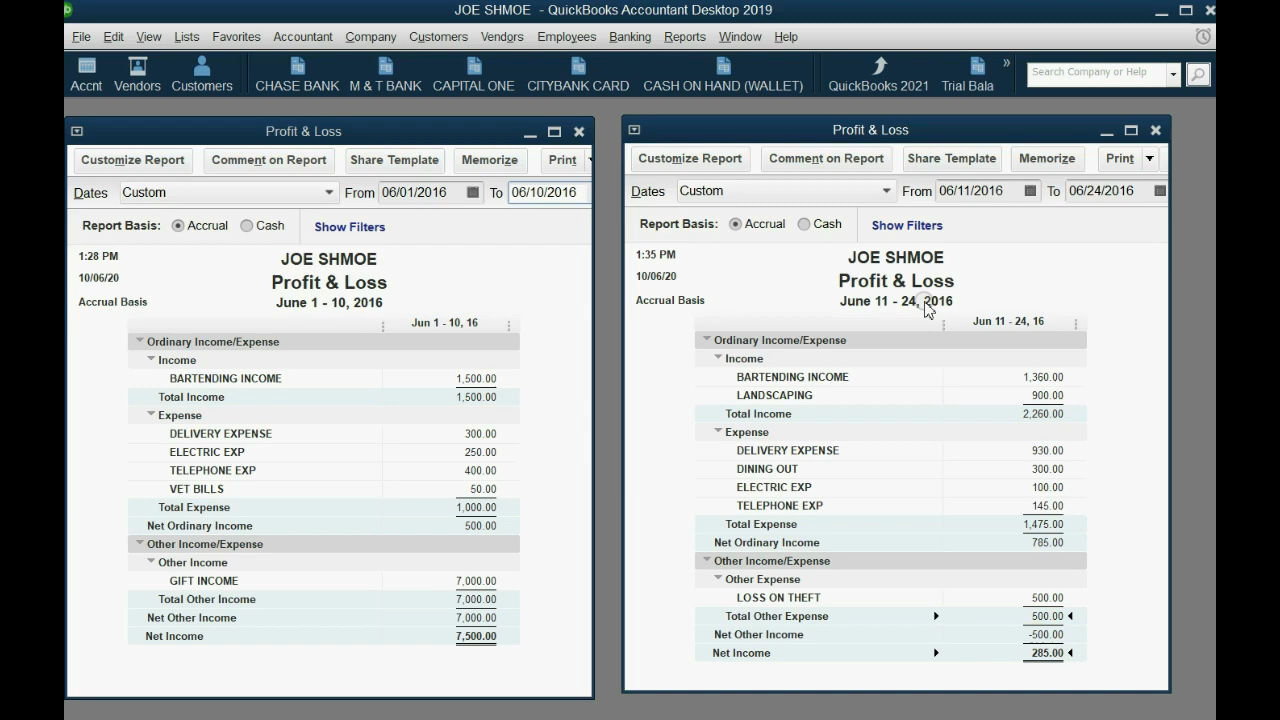 JOE SHMOE - QuickBooks Accountant Desktop 2019
File Edit View Lists Favorites Accountant Company Customers Vendors Employees Banking Reports Window Help
Accnt Vendors Customers CHASE BANK M & T BANK CAPITAL ONE CITYBANK CARD CASH ON HAND (WALLET) QuickBooks 2021 Trial Bala » Search Company or Help
Profit & Loss
Customize Report Comment on Report Share Template Memorize Print
Dates Custom From 06/01/2016 To 06/10/2016
Report Basis: Accrual Cash Show Filters
1:28 PM JOE SHMOE
10/06/20 Profit & Loss
Accrual Basis June 1 - 10, 2016
Jun 1 - 10, 16
Ordinary Income/Expense
Income
BARTENDING INCOME 1,500.00
Total Income 1,500.00
Expense
DELIVERY EXPENSE 300.00
ELECTRIC EXP 250.00
TELEPHONE EXP 400.00
VET BILLS 50.00
Total Expense 1,000.00
Net Ordinary Income 500.00
Other Income/Expense
Other Income
GIFT INCOME 7,000.00
Total Other Income 7,000.00
Net Other Income 7,000.00
Net Income 7,500.00
Profit & Loss
Customize Report Comment on Report Share Template Memorize Print
Dates Custom From 06/11/2016 To 06/24/2016
Report Basis: Accrual Cash Show Filters
1:35 PM JOE SHMOE
10/06/20 Profit & Loss
Accrual Basis June 11 - 24, 2016
Jun 11 - 24, 16
Ordinary Income/Expense
Income
BARTENDING INCOME 1,360.00
LANDSCAPING 900.00
Total Income 2,260.00
Expense
DELIVERY EXPENSE 930.00
DINING OUT 300.00
ELECTRIC EXP 100.00
TELEPHONE EXP 145.00
Total Expense 1,475.00
Net Ordinary Income 785.00
Other Income/Expense
Other Expense
LOSS ON THEFT 500.00
Total Other Expense 500.00
Net Other Income -500.00
Net Income 285.00